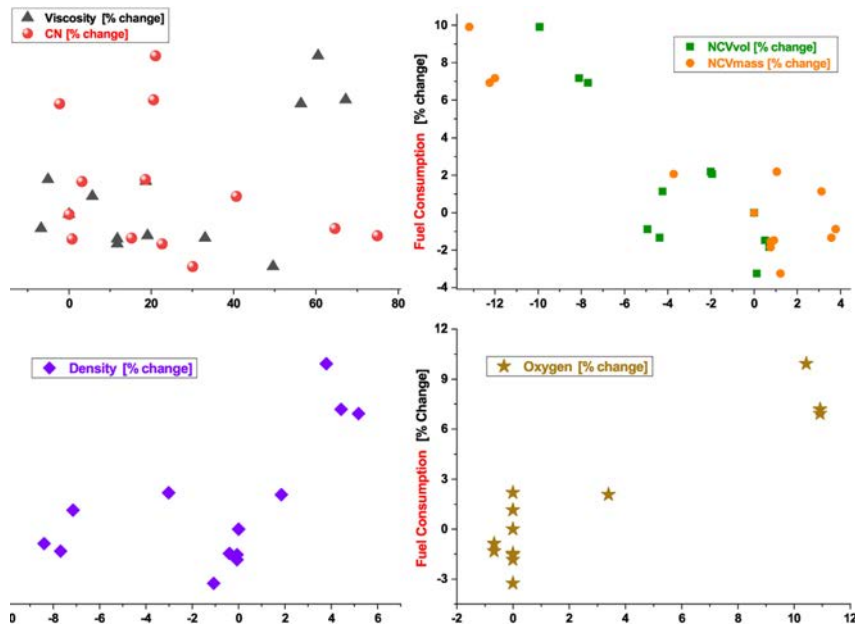 Viscosity [% change]
CN [% change]
0 20 40 60 80
NCVvol [% change]
NCVmass [% change]
Fuel Consumption [% change]
10
8
6
4
2
0
-2
-4
-12 -10 -8 -6 -4 -2 0 2 4
Density [% change]
0 -8 -6 -4 -2 0 2 4 6
Oxygen [% change]
Fuel Consumption [% Change]
12
9
6
3
0
-3
-2 0 2 4 6 8 10 12